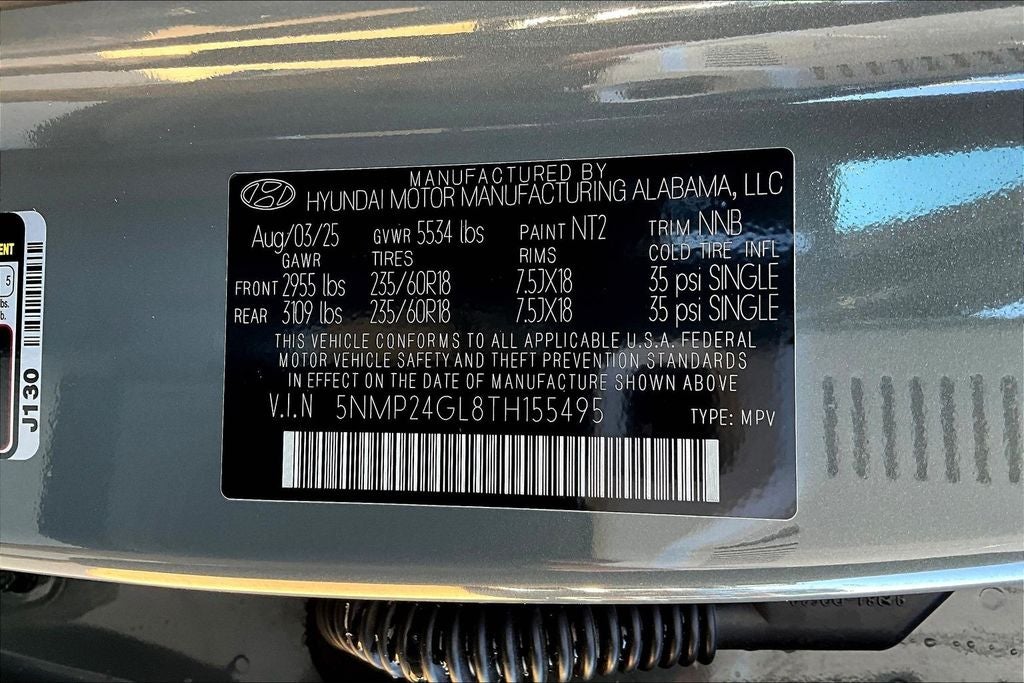 MANUFACTURED BY
HYUNDAI MOTOR MANUFACTURING ALABAMA, LLC
Aug/03/25 GVWR 5534 lbs PAINT NT2 TRIM NNB
GAWR TIRES RIMS COLD TIRE INFL
FRONT 2955 lbs 235/60R18 7.5JX18 35 psi SINGLE
REAR 3109 lbs 235/60R18 7.5JX18 35 psi SINGLE
THIS VEHICLE CONFORMS TO ALL APPLICABLE U.S.A. FEDERAL
MOTOR VEHICLE SAFETY AND THEFT PREVENTION STANDARDS
IN EFFECT ON THE DATE OF MANUFACTURE SHOWN ABOVE
V.I.N 5NMP24GL8TH155495 TYPE: MPV
5
J130